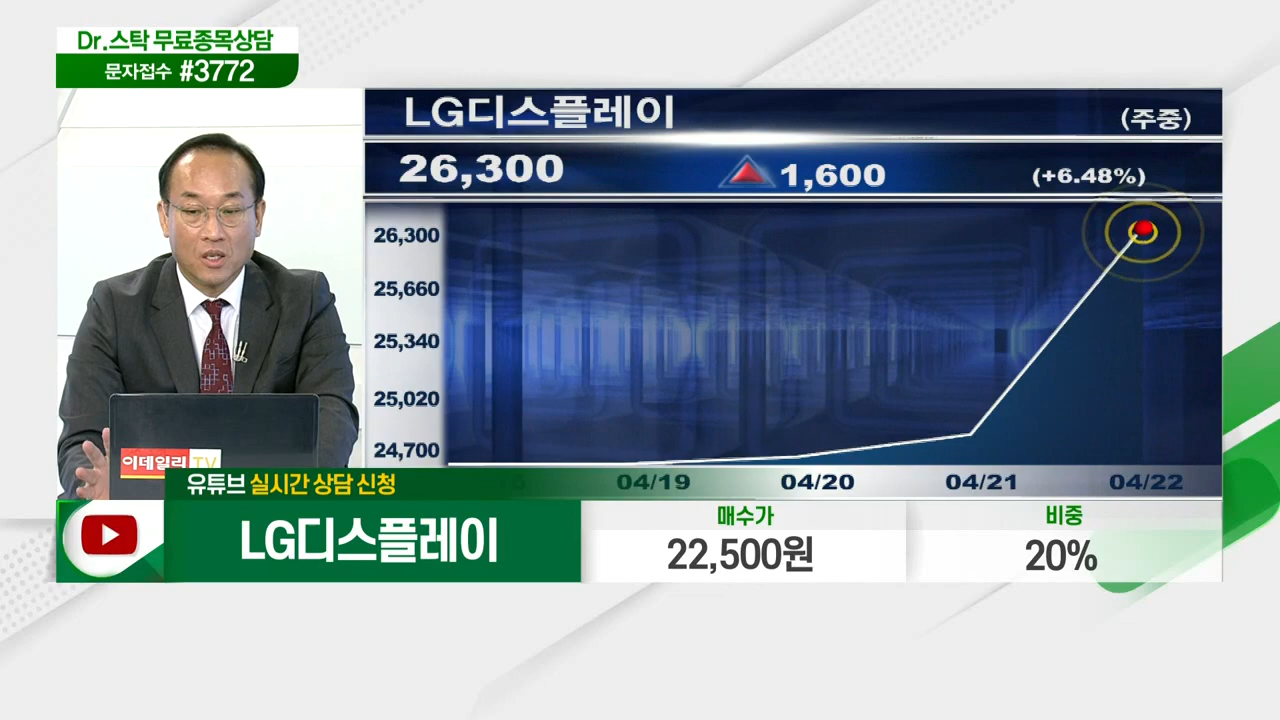 Dr.스탁 무료종목상담
문자접수 #3772
LG디스플레이
(주중)
26,300
1,600
(+6.48%)
26,300
25,660
25,340
25,020
24,700
04/19
04/20
04/21
04/22
이데일리 TV
유튜브 실시간 상담 신청
LG디스플레이
매수가
22,500원
비중
20%